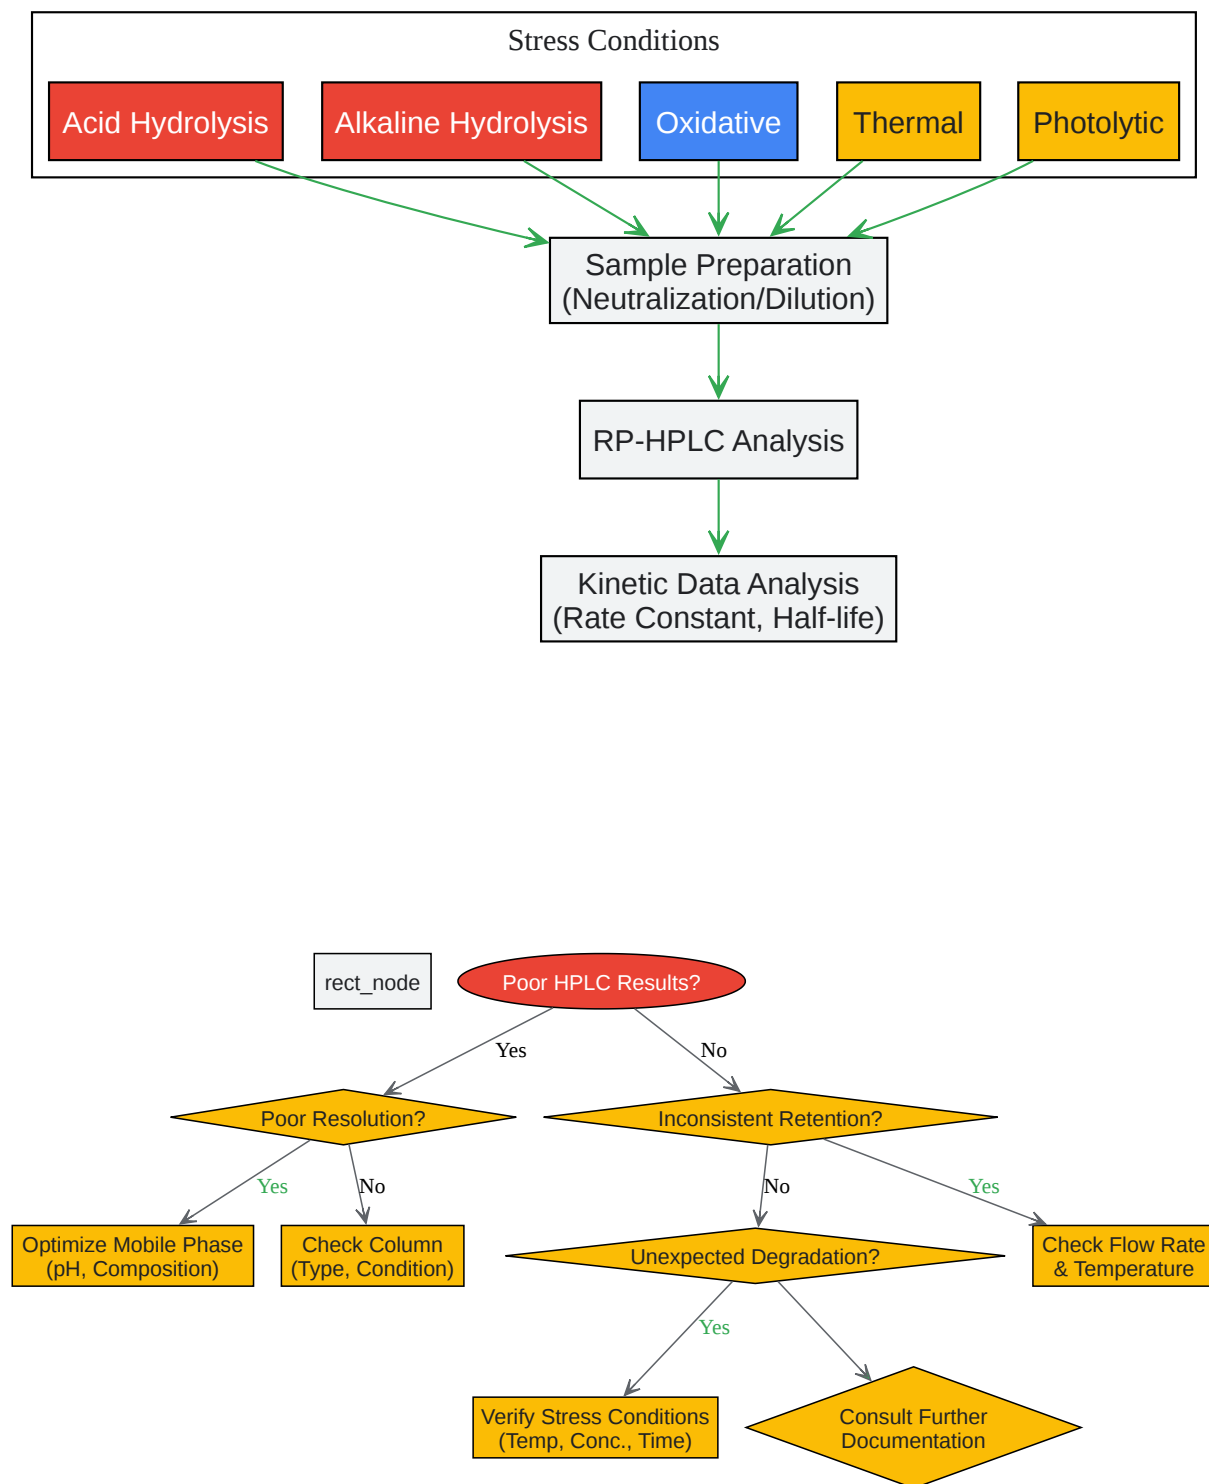 Stress Conditions
Acid Hydrolysis
Alkaline Hydrolysis
Oxidative
Thermal
Photolytic
Sample Preparation
(Neutralization/Dilution)
RP-HPLC Analysis
Kinetic Data Analysis
(Rate Constant, Half-life)
rect_node
Poor HPLC Results?
Yes
No
Poor Resolution?
Inconsistent Retention?
Yes
No
No
Yes
Optimize Mobile Phase
(pH, Composition)
Check Column
(Type, Condition)
Unexpected Degradation?
Check Flow Rate
& Temperature
Yes
Verify Stress Conditions
(Temp, Conc., Time)
Consult Further
Documentation